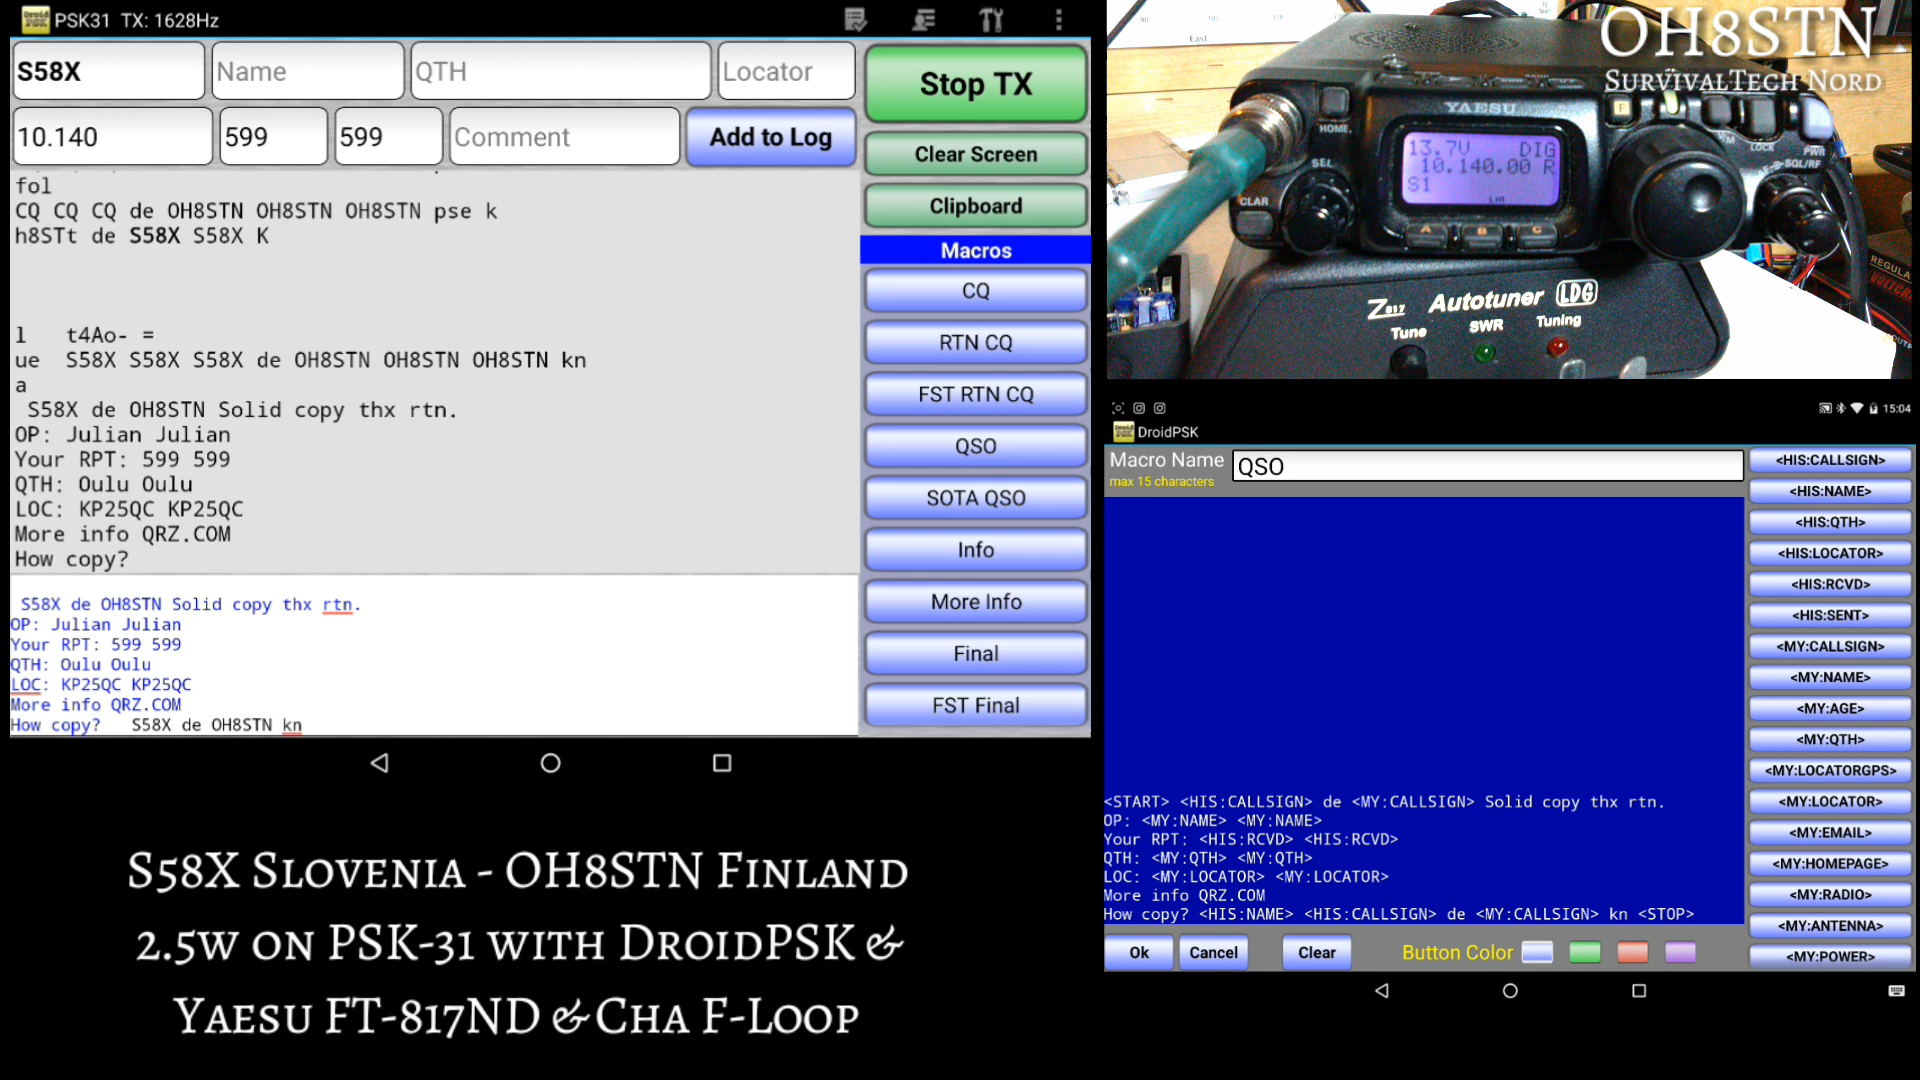 PSK31 TX: 1628Hz
S58X
Name
QTH
Locator
Stop TX
10.140
599
599
Comment
Add to Log
Clear Screen
Clipboard
Macros
CQ
RTN CQ
FST RTN CQ
QSO
SOTA QSO
Info
More Info
Final
FST Final
fol
CQ CQ CQ de OH8STN OH8STN OH8STN pse k
h8STt de S58X S58X K
l t4Ao- =
ue S58X S58X S58X de OH8STN OH8STN OH8STN kn
a
S58X de OH8STN Solid copy thx rtn.
OP: Julian Julian
Your RPT: 599 599
QTH: Oulu Oulu
LOC: KP25QC KP25QC
More info QRZ.COM
How copy?
S58X de OH8STN Solid copy thx rtn.
OP: Julian Julian
Your RPT: 599 599
QTH: Oulu Oulu
LOC: KP25QC KP25QC
More info QRZ.COM
How copy? S58X de OH8STN kn
S58X Slovenia - OH8STN Finland
2.5w on PSK-31 with DroidPSK &
Yaesu FT-817ND & Cha F-Loop
OH8STN
SurvivalTech Nord
East
YAESU
HOME
SEL
CLAR
13.7V DIG
10.140.00 R
S1
A
B
C
F
LOCK
PWR
SQL/RF
Z817 Autotuner LDG
Tune
SWR
Tuning
15:04
DroidPSK
Macro Name
max 15 characters
QSO
<START> <HIS:CALLSIGN> de <MY:CALLSIGN> Solid copy thx rtn.
OP: <MY:NAME> <MY:NAME>
Your RPT: <HIS:RCVD> <HIS:RCVD>
QTH: <MY:QTH> <MY:QTH>
LOC: <MY:LOCATOR> <MY:LOCATOR>
More info QRZ.COM
How copy? <HIS:NAME> <HIS:CALLSIGN> de <MY:CALLSIGN> kn <STOP>
Ok
Cancel
Clear
Button Color
<HIS:CALLSIGN>
<HIS:NAME>
<HIS:QTH>
<HIS:LOCATOR>
<HIS:RCVD>
<HIS:SENT>
<MY:CALLSIGN>
<MY:NAME>
<MY:AGE>
<MY:QTH>
<MY:LOCATORGPS>
<MY:LOCATOR>
<MY:EMAIL>
<MY:HOMEPAGE>
<MY:RADIO>
<MY:ANTENNA>
<MY:POWER>